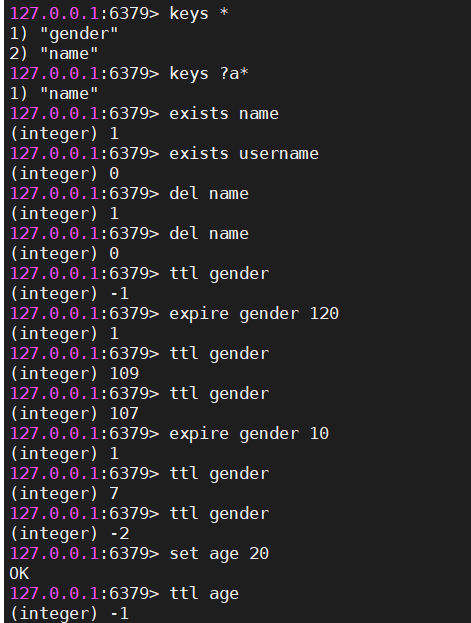 127.0.0.1:6379> keys *
1) "gender"
2) "name"
127.0.0.1:6379> keys ?a*
1) "name"
127.0.0.1:6379> exists name
(integer) 1
127.0.0.1:6379> exists username
(integer) 0
127.0.0.1:6379> del name
(integer) 1
127.0.0.1:6379> del name
(integer) 0
127.0.0.1:6379> ttl gender
(integer) -1
127.0.0.1:6379> expire gender 120
(integer) 1
127.0.0.1:6379> ttl gender
(integer) 109
127.0.0.1:6379> ttl gender
(integer) 107
127.0.0.1:6379> expire gender 10
(integer) 1
127.0.0.1:6379> ttl gender
(integer) 7
127.0.0.1:6379> ttl gender
(integer) -2
127.0.0.1:6379> set age 20
OK
127.0.0.1:6379> ttl age
(integer) -1